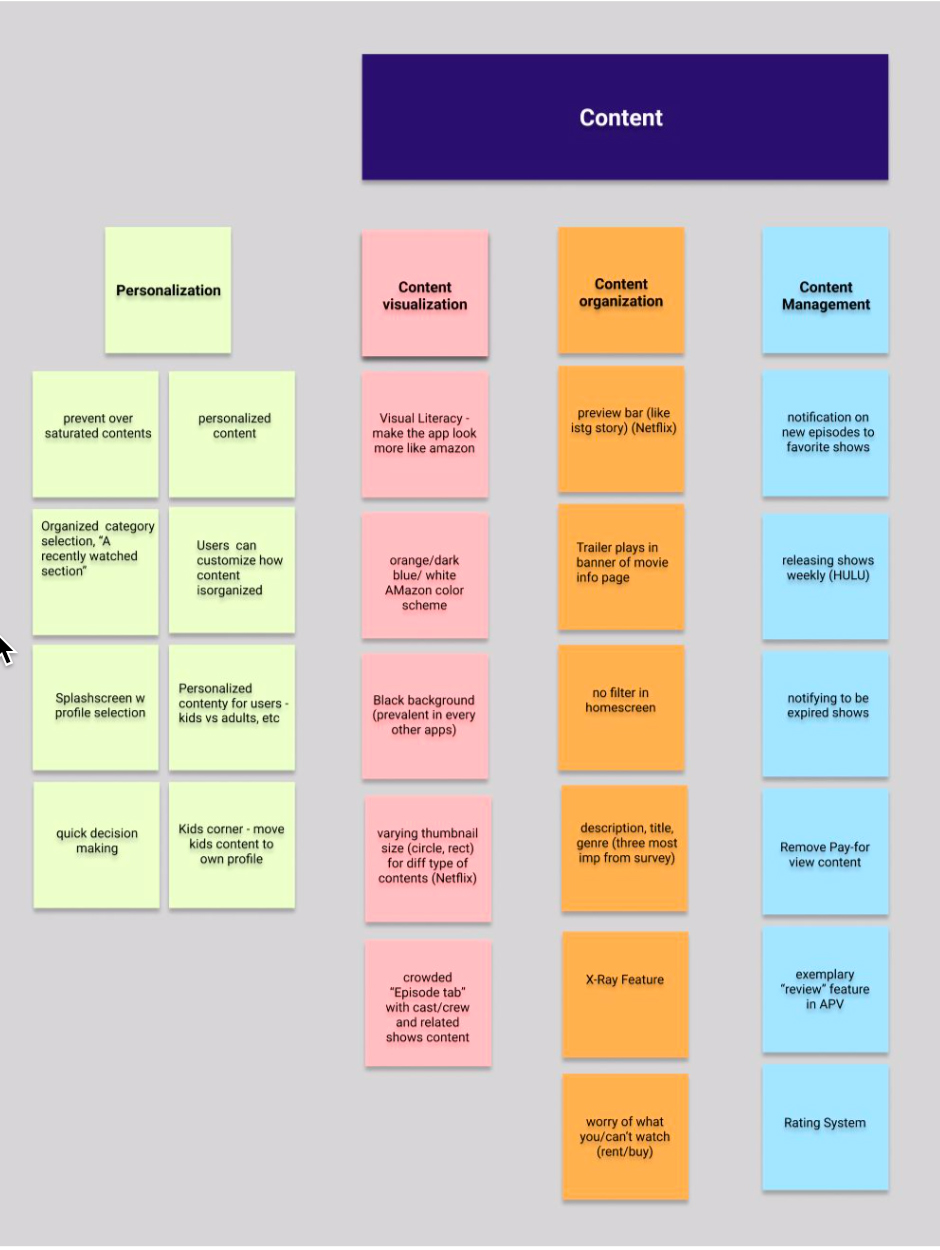 Content
Personalization
prevent over
saturated contents
personalized
content
Organized category
selection, “A
recently watched
section”
Users can
customize how
content
isorganized
Splashscreen w
profile selection
Personalized
contenty for users -
kids vs adults, etc
quick decision
making
Kids corner - move
kids content to
own profile
Content
visualization
Visual Literacy -
make the app look
more like amazon
orange/dark
blue/ white
AMazon color
scheme
Black background
(prevalent in every
other apps)
varying thumbnail
size (circle, rect)
for diff type of
contents (Netflix)
crowded
“Episode tab”
with cast/crew
and related
shows content
Content
organization
preview bar (like
istg story) (Netflix)
Trailer plays in
banner of movie
info page
no filter in
homescreen
description, title,
genre (three most
imp from survey)
X-Ray Feature
worry of what
you/can't watch
(rent/buy)
Content
Management
notification on
new episodes to
favorite shows
releasing shows
weekly (HULU)
notifying to be
expired shows
Remove Pay-for
view content
exemplary
“review” feature
in APV
Rating System